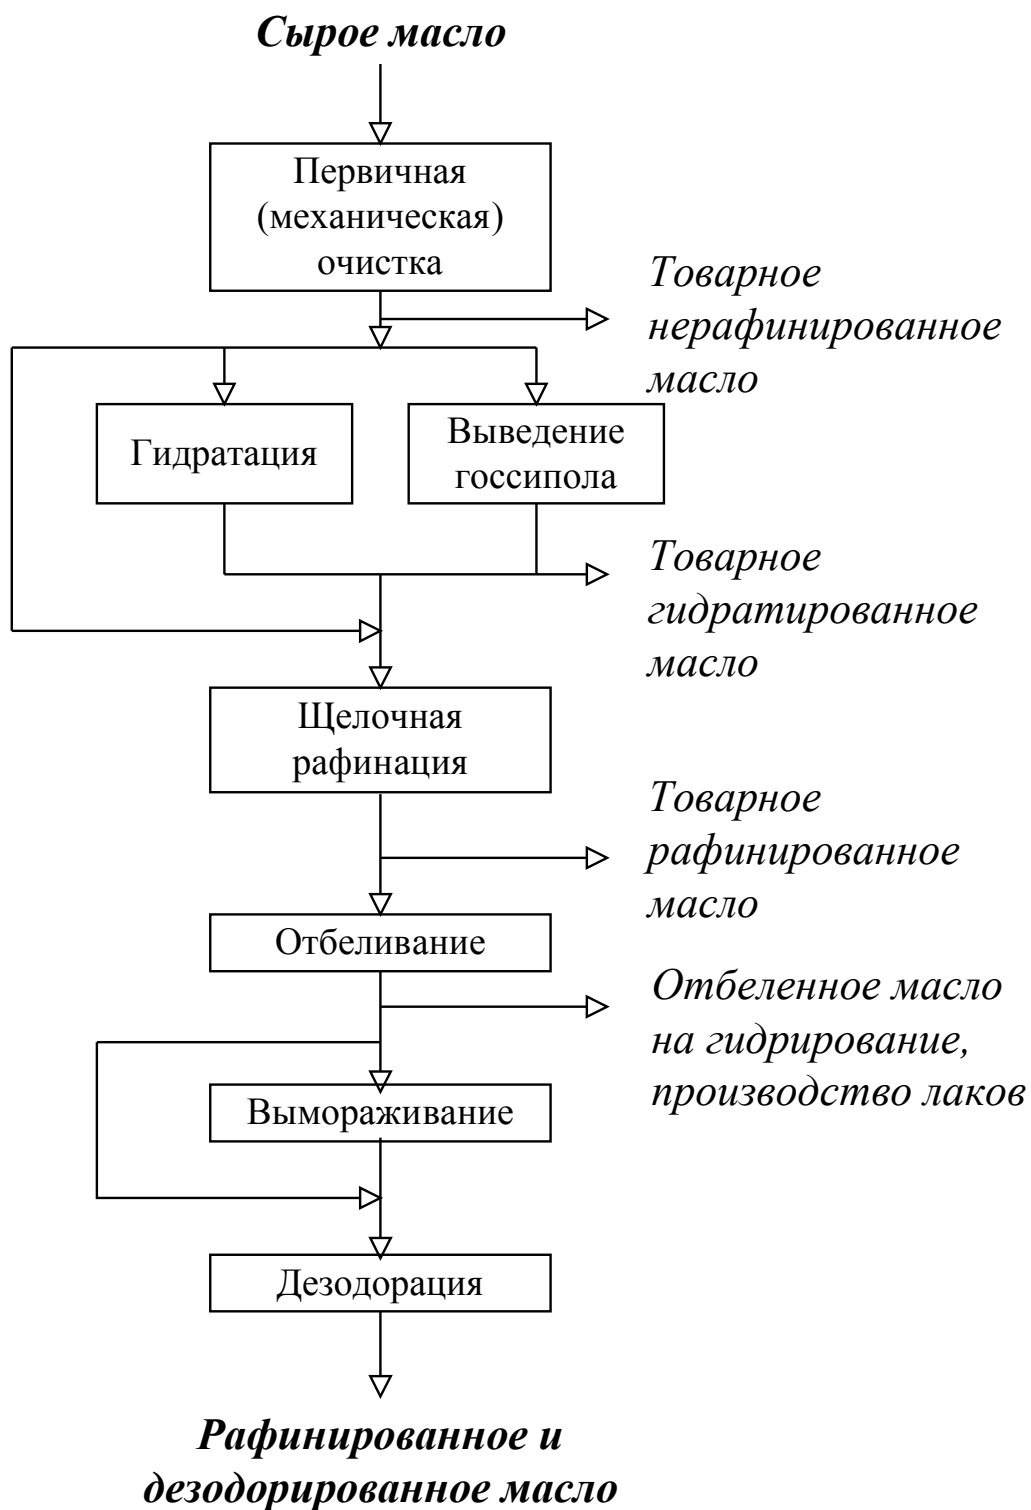 Сырое масло
Первичная
(механическая)
очистка
Товарное
нерафинированное
масло
Гидратация
Выведение
госсипола
Товарное
гидратированное
масло
Щелочная
рафинация
Товарное
рафинированное
масло
Отбеливание
Отбеленное масло
на гидрирование,
производство лаков
Вымораживание
Дезодорация
Рафинированное и
дезодорированное масло